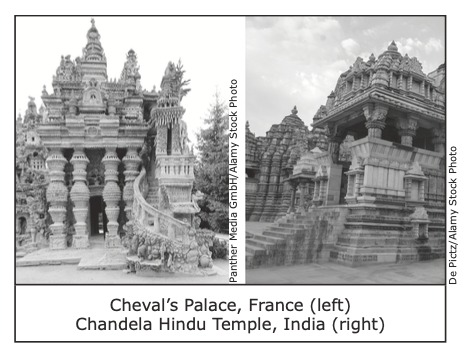 Panther Media GmbH/Alamy Stock Photo
De Pictz/Alamy Stock Photo
Cheval’s Palace, France (left)
Chandela Hindu Temple, India (right)